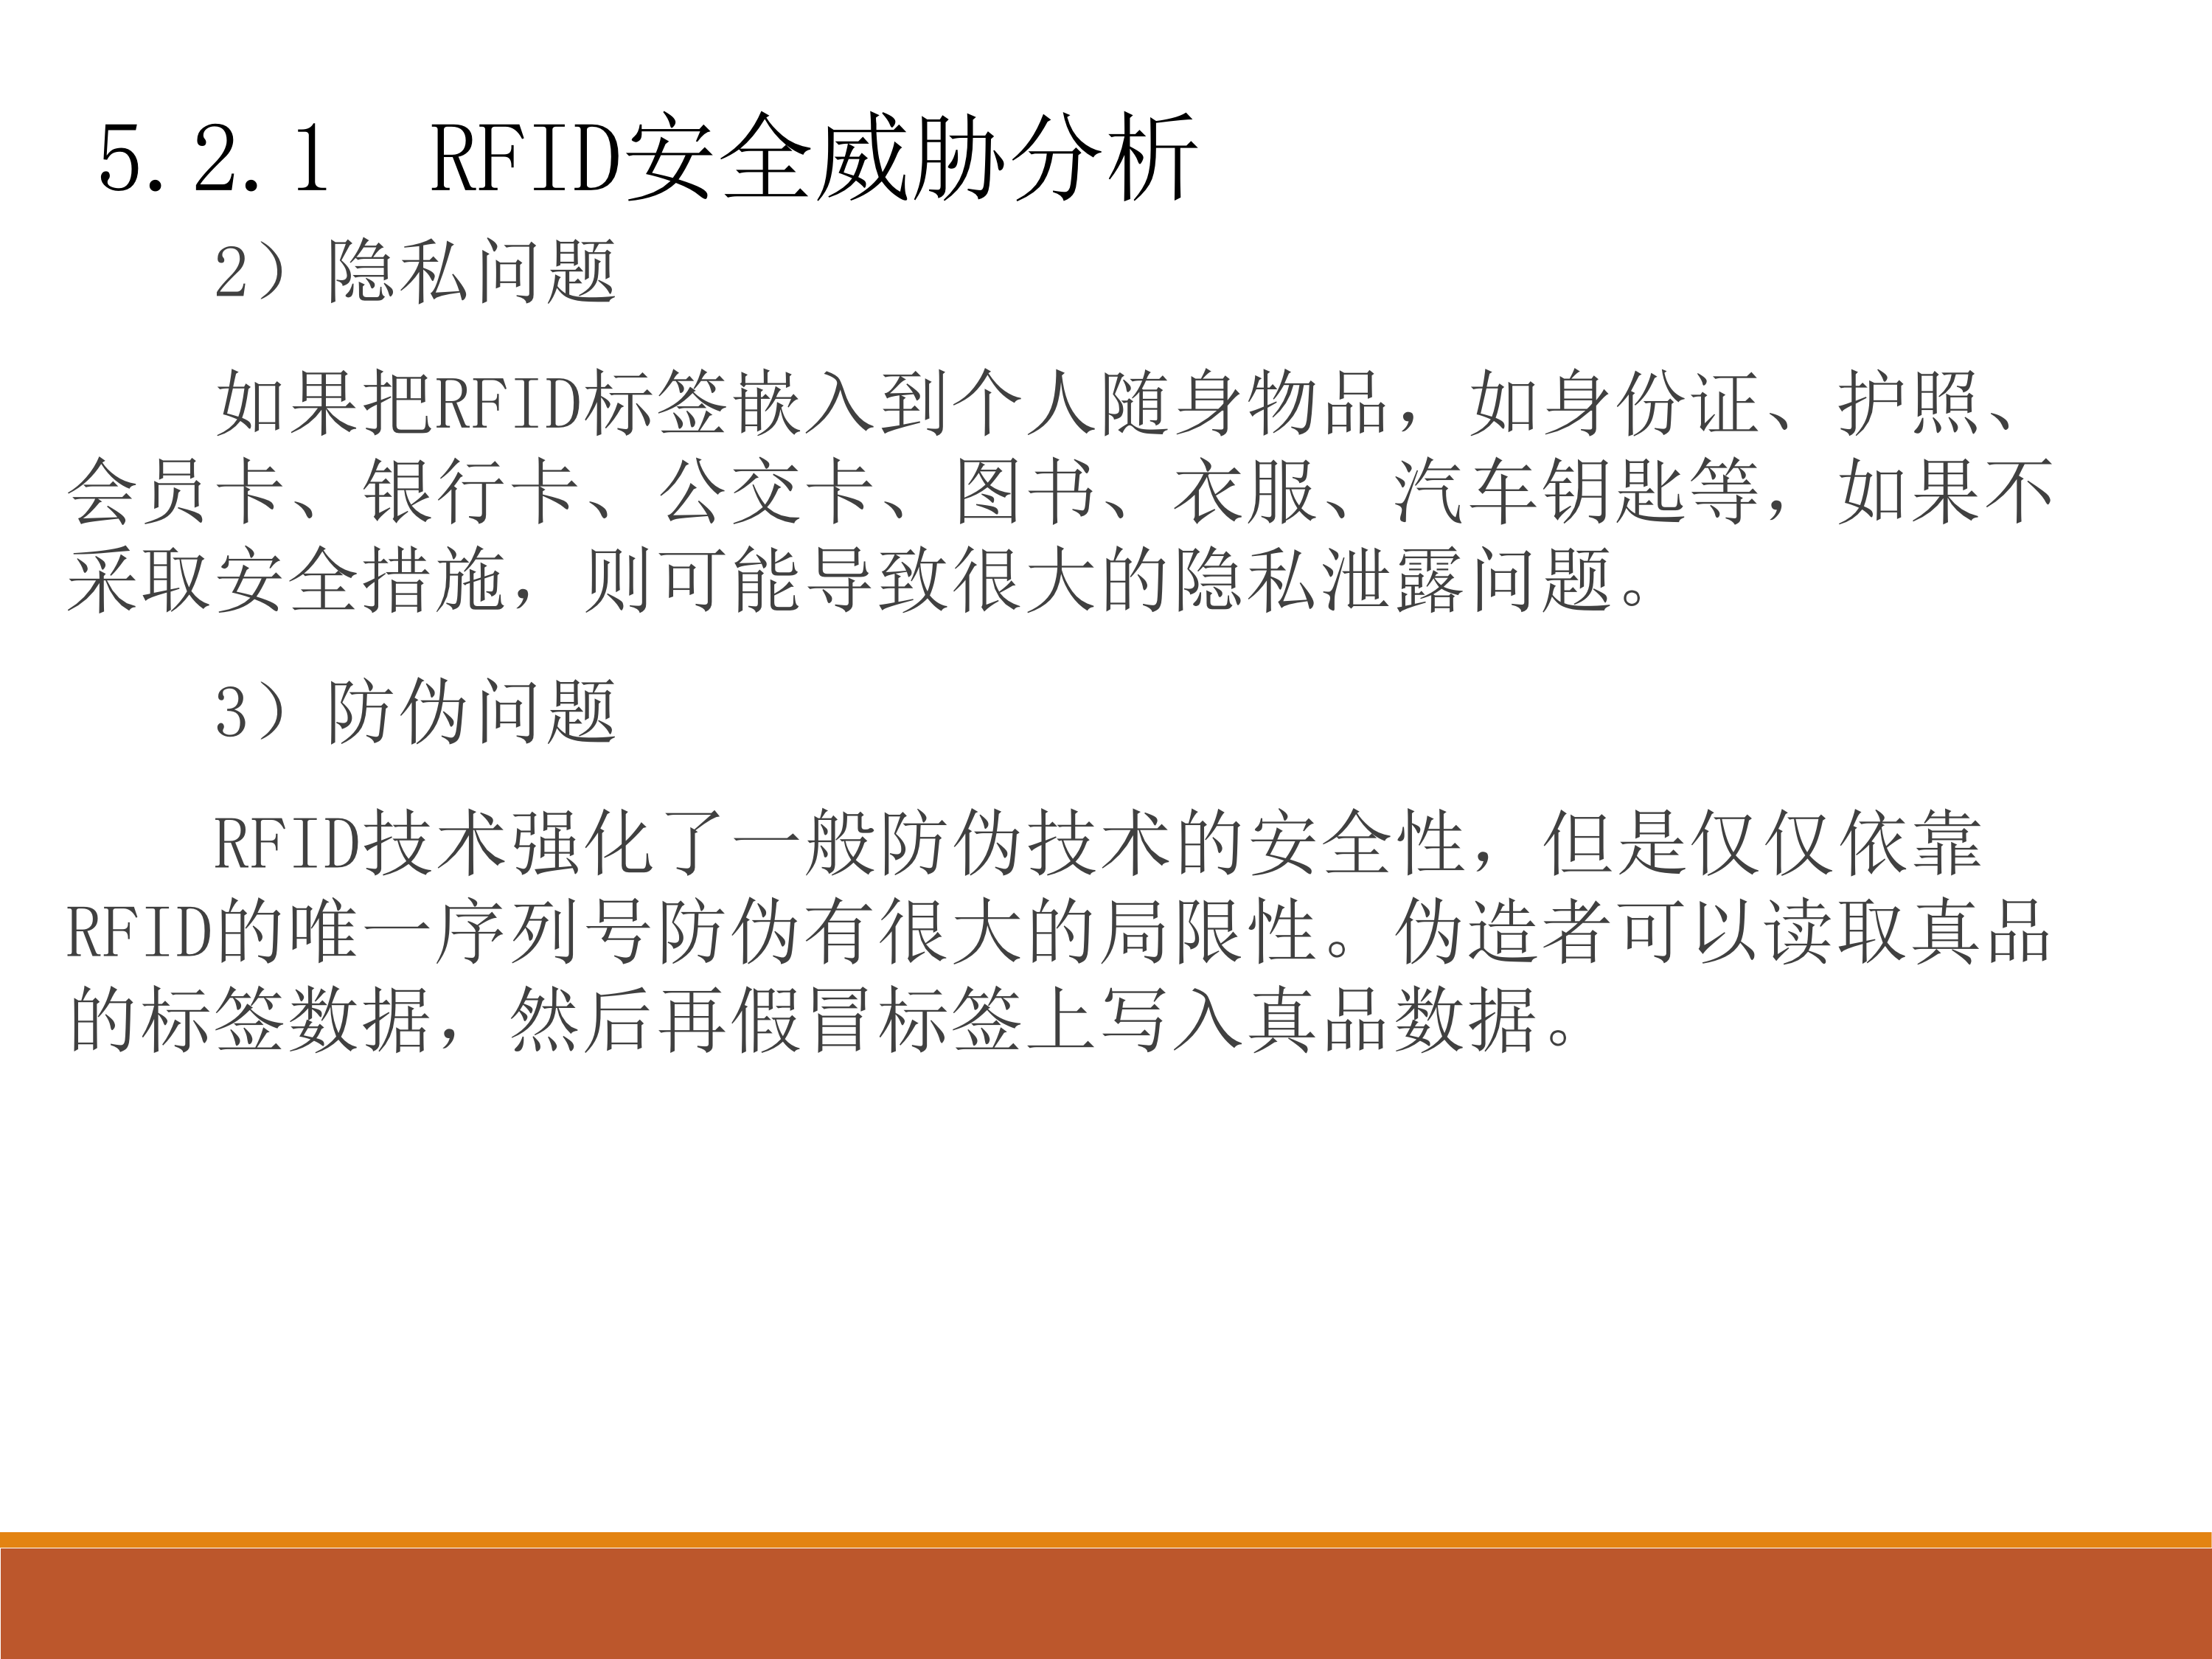 5.2.1 RFID安全威胁分析
2） 隐私问题
如果把RFID标签嵌入到个人随身物品， 如身份证、护照、
会员卡、银行卡、公交卡、 图书、 衣服、汽车钥匙等， 如果不
采取安全措施， 则可能导致很大的隐私泄露问题。
3） 防伪问题
RFID技术强化了一般防伪技术的安全性， 但是仅仅依靠
RFID的唯一序列号防伪有很大的局限性。 伪造者可以读取真品
的标签数据， 然后再假冒标签上写入真品数据。